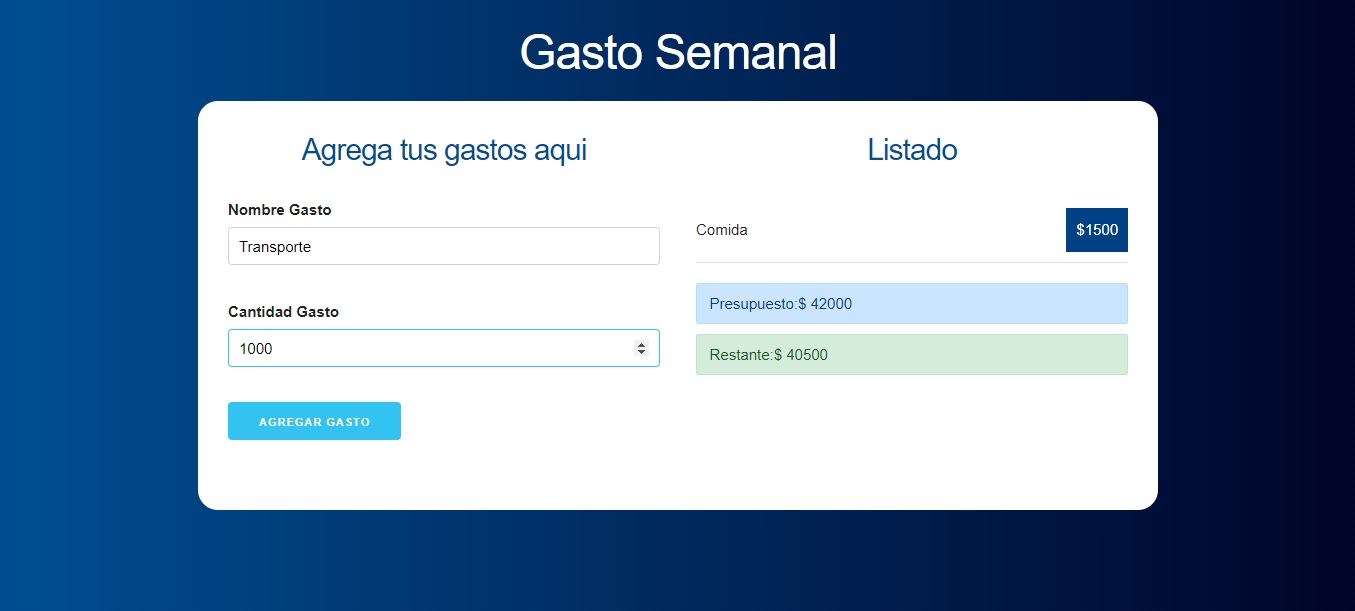 Gasto Semanal
Agrega tus gastos aqui
Nombre Gasto
Transporte
Cantidad Gasto
1000
AGREGAR GASTO
Listado
Comida
$1500
Presupuesto:$ 42000
Restante:$ 40500